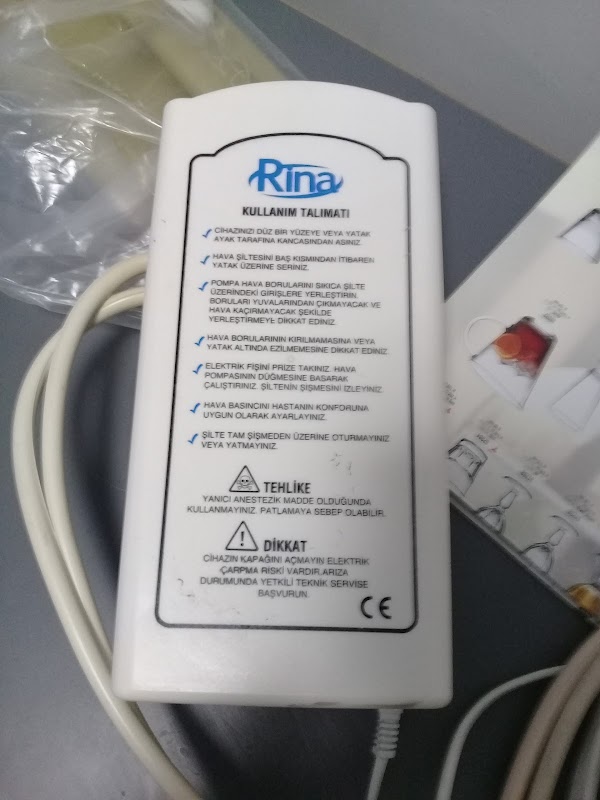 Rina
KULLANIM TALIMATI
CİHAZINIZI DÜZ BİR YÜZEYE VEYA YATAK
AYAK TARAFINA KANCASINDAN ASINIZ.
HAVA ŞİLTESİNİ BAŞ KISMINDAN İTİBAREN
YATAK ÜZERİNE SERİNİZ.
POMPA HAVA BORULARINI SIKICA ŞİLTE
ÜZERİNDEKİ GİRİŞLERE YERLEŞTİRİN.
BORULARI YUVALARINDAN ÇIKMAYACAK VE
HAVA KAÇIRMAYACAK ŞEKİLDE
YERLEŞTİRMEYE DİKKAT EDİNİZ.
HAVA BORULARININ KIRILMAMASINA VEYA
YATAK ALTINDA EZİLMEMESİNE DİKKAT EDİNİZ.
ELEKTRİK FİŞİNİ PRİZE TAKINIZ. HAVA
POMPASININ DÜĞMESİNE BASARAK
ÇALIŞTIRINIZ. ŞİLTENİN ŞİŞMESİNİ İZLEYİNİZ.
HAVA BASINCINI HASTANIN KONFORUNA
UYGUN OLARAK AYARLAYINIZ.
ŞİLTE TAM ŞİŞMEDEN ÜZERİNE OTURMAYINIZ
VEYA YATMAYINIZ.
TEHLİKE
YANICI ANESTEZİK MADDE OLDUĞUNDA
KULLANMAYINIZ. PATLAMAYA SEBEP OLABİLİR.
DİKKAT
CİHAZIN KAPAĞINI AÇMAYIN ELEKTRİK
ÇARPMA RİSKİ VARDIR.ARIZA
DURUMUNDA YETKİLİ TEKNİK SERVİSE
BAŞVURUN.
CE